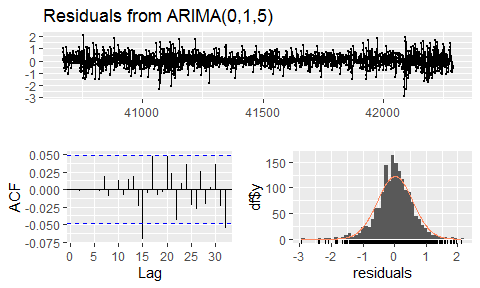 Residuals from ARIMA(0,1,5)
2
1
0
-1
-2
-3
41000
41500
42000
0.050
0.025
0.000
-0.025
-0.050
-0.075
ACF
0 5 10 15 20 25 30
Lag
150
100
50
0
df$y
-3 -2 -1 0 1 2
residuals